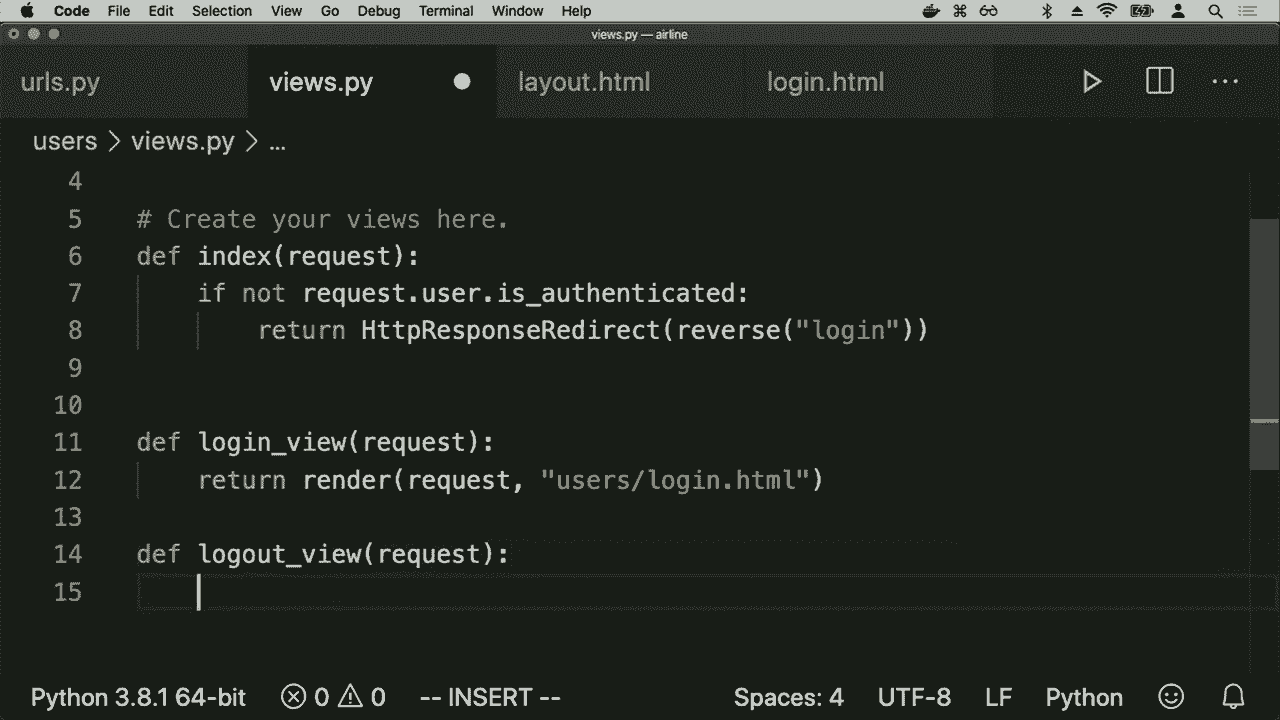 Code File Edit Selection View Go Debug Terminal Window Help
views.py — airline
urls.py views.py layout.html login.html
users > views.py > ...
4
5 # Create your views here.
6 def index(request):
7 if not request.user.is_authenticated:
8 return HttpResponseRedirect(reverse("login"))
9
10
11 def login_view(request):
12 return render(request, "users/login.html")
13
14 def logout_view(request):
15
Python 3.8.1 64-bit 0 0 -- INSERT -- Spaces: 4 UTF-8 LF Python